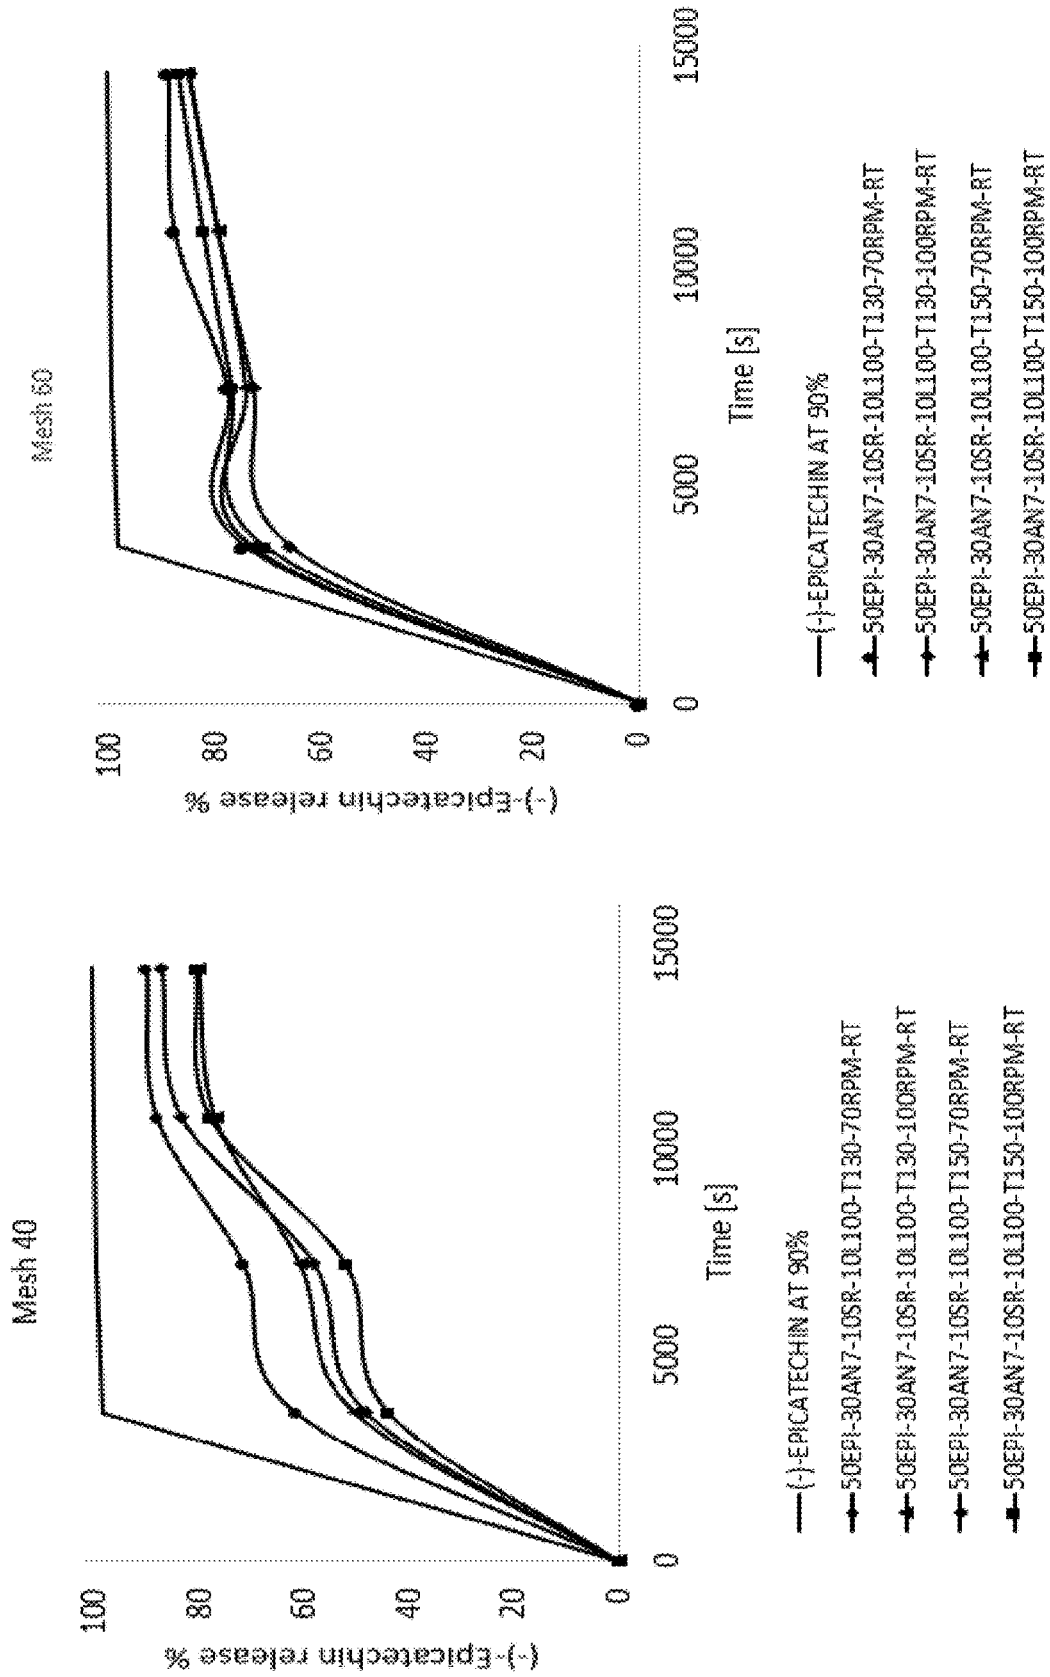 Mesh 40
(-)-Epicatechin release %
100
80
60
40
20
0
0
5000
10000
15000
Time [s]
(-)-EPICATECHIN AT 90%
50EPI-30AN7-10SR-10L100-T130-70RPM-RT
50EPI-30AN7-10SR-10L100-T130-100RPM-RT
50EPI-30AN7-10SR-10L100-T150-70RPM-RT
50EPI-30AN7-10SR-10L100-T150-100RPM-RT
Mesh 60
(-)-Epicatechin release %
100
80
60
40
20
0
0
5000
10000
15000
Time [s]
(-)-EPICATECHIN AT 90%
50EPI-30AN7-10SR-10L100-T130-70RPM-RT
50EPI-30AN7-10SR-10L100-T130-100RPM-RT
50EPI-30AN7-10SR-10L100-T150-70RPM-RT
50EPI-30AN7-10SR-10L100-T150-100RPM-RT